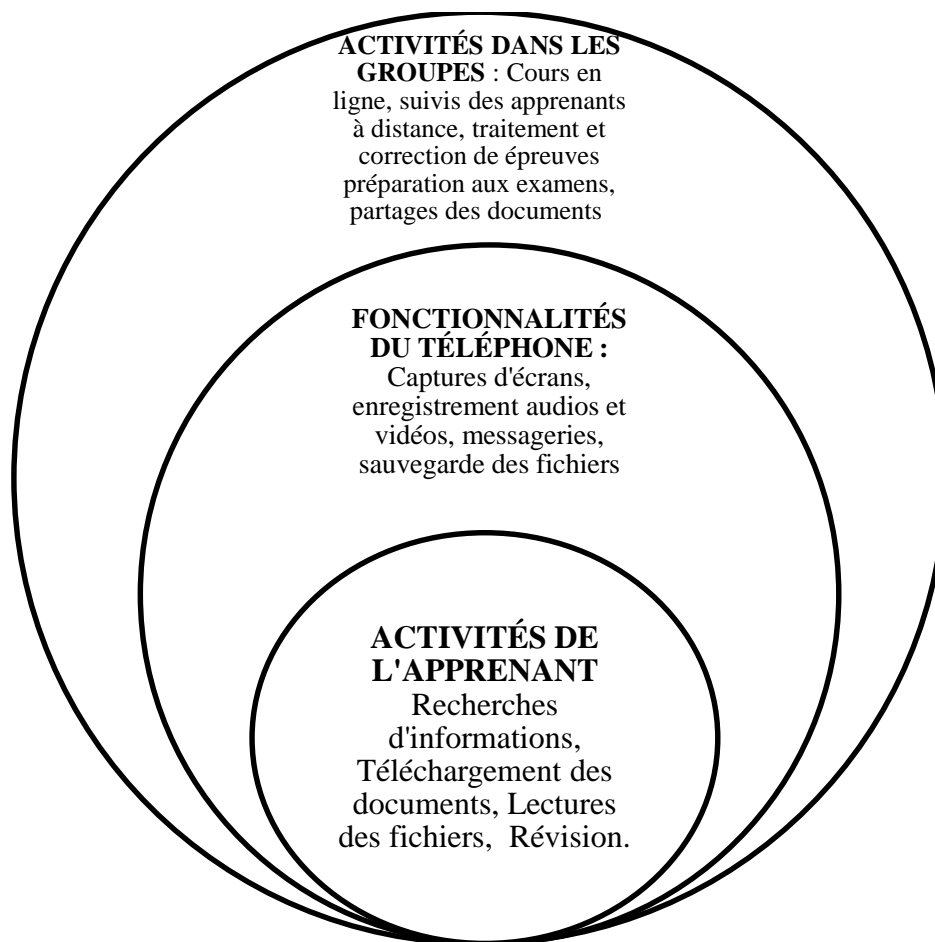 ACTIVITÉS DANS LES
GROUPES : Cours en
ligne, suivis des apprenants
à distance, traitement et
correction de épreuves
préparation aux examens,
partages des documents
FONCTIONNALITÉS
DU TÉLÉPHONE :
Captures d'écrans,
enregistrement audios et
vidéos, messageries,
sauvegarde des fichiers
ACTIVITÉS DE
L'APPRENANT
Recherches
d'informations,
Téléchargement des
documents, Lectures
des fichiers, Révision.